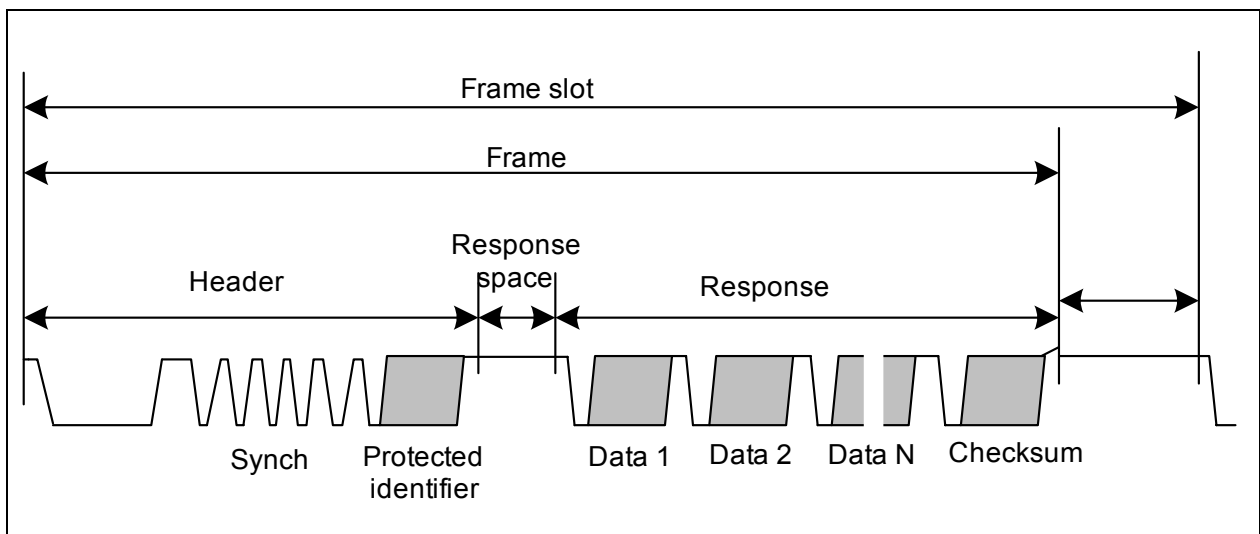 Frame slot
Frame
Response
space
Header
Response
Synch
Protected
identifier
Data 1
Data 2
Data N
Checksum